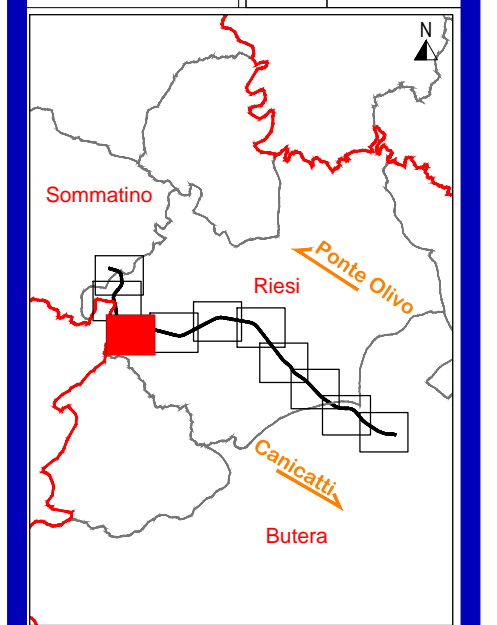 N
Sommatino
Ponte Olivo
Riesi
Canicatti
Butera